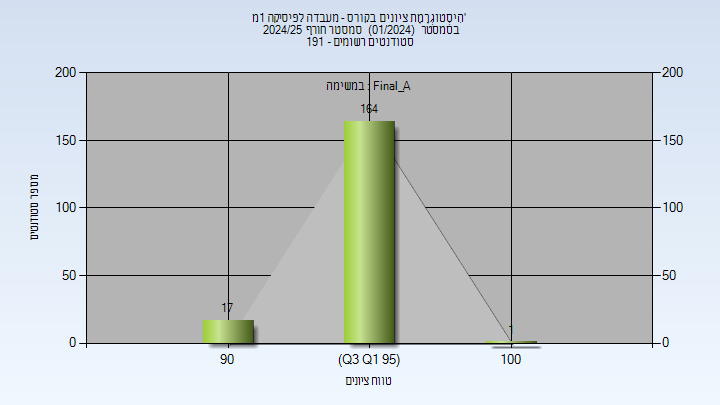 הִיסְטוֹגְרָמַת ציונים בקורס - מעבדה לפיסיקה 1מ'
בסמסטר (01/2024) סמסטר חורף 2024/25
סטודנטים רשומים - 191
במשימה : Final_A
200
150
100
50
0
200
150
100
50
0
17
164
1
90
(Q3 Q1 95)
100
מספר סטודנטים
טווח ציונים